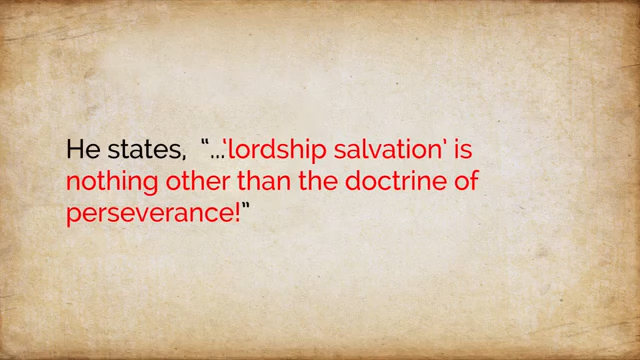 He states,  “...‘lordship salvation’ is
nothing other than the doctrine of
perseverance!”